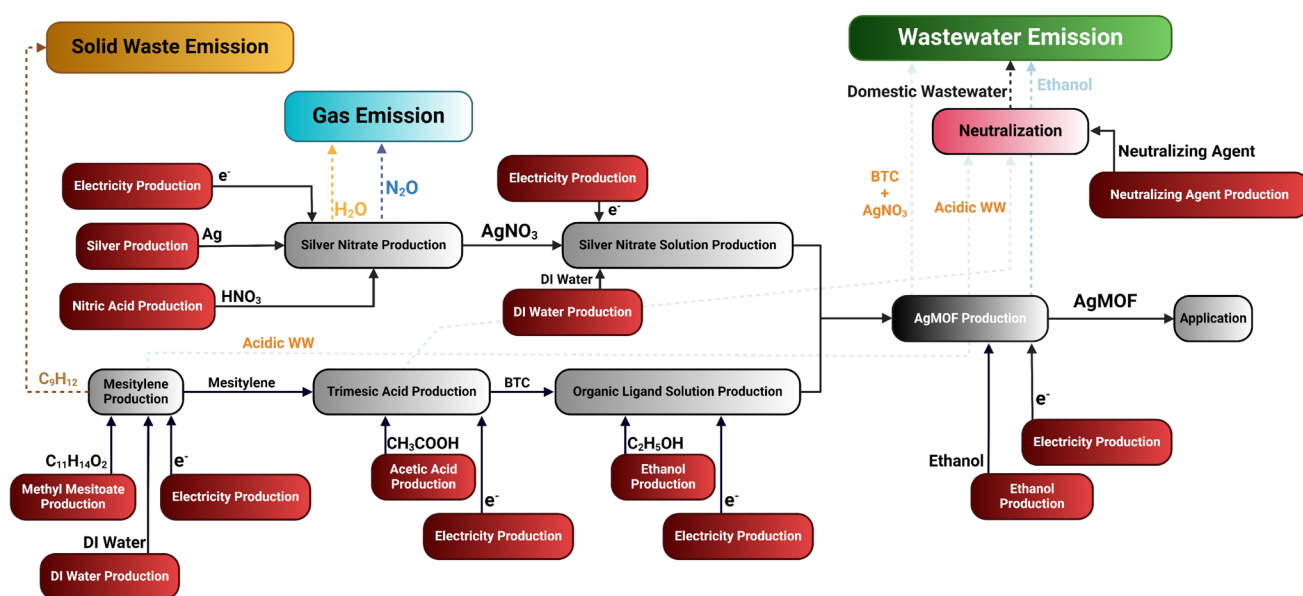 Solid Waste Emission
Wastewater Emission
Gas Emission
Domestic Wastewater
Ethanol
Neutralization
Neutralizing Agent
Neutralizing Agent Production
Electricity Production
e⁻
N₂O
H₂O
Electricity Production
e⁻
BTC
+
AgNO₃
Acidic WW
Silver Production
Ag
Silver Nitrate Production
AgNO₃
Silver Nitrate Solution Production
Nitric Acid Production
HNO₃
DI Water
DI Water Production
AgMOF Production
AgMOF
Application
Acidic WW
C₉H₁₂
Mesitylene
Production
Mesitylene
Trimesic Acid Production
BTC
Organic Ligand Solution Production
C₁₁H₁₄O₂
e⁻
CH₃COOH
C₂H₅OH
Ethanol
e⁻
Methyl Mesitoate
Production
Electricity Production
Acetic Acid
Production
e⁻
Ethanol
Production
e⁻
Electricity Production
Ethanol
Production
DI Water
DI Water Production
Electricity Production
Electricity Production